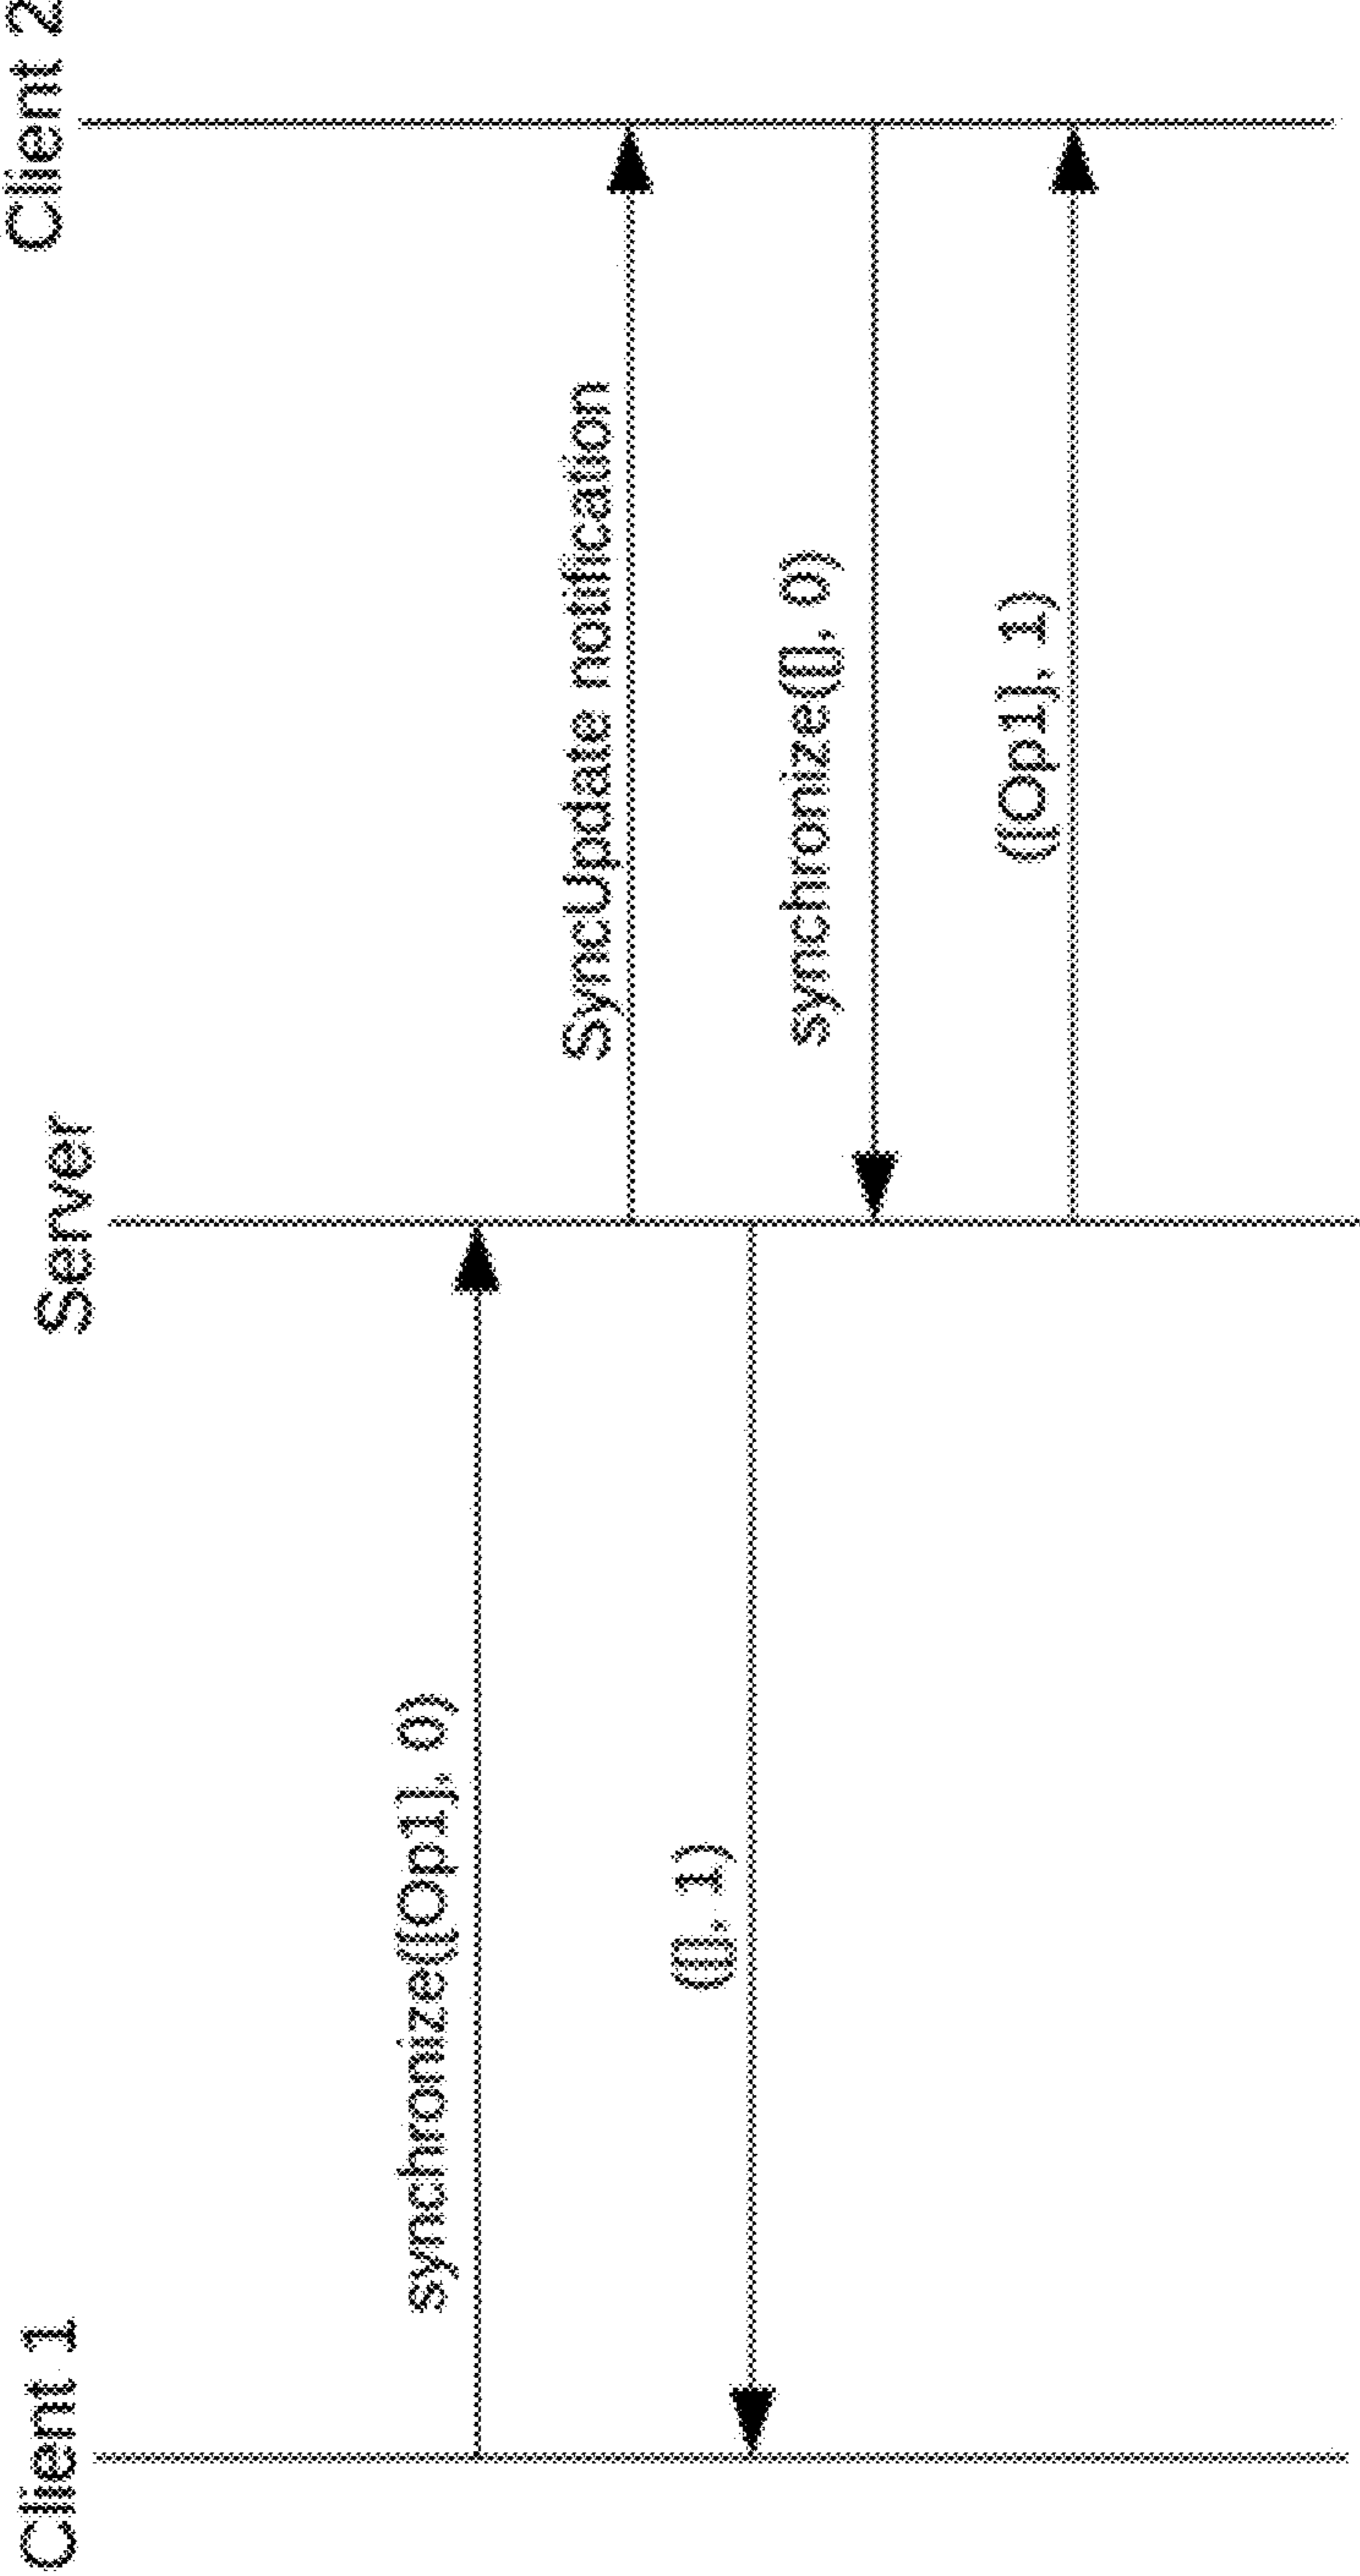 Client 1
Server
Client 2
synchronize([Op1], 0)
SyncUpdate notification
([], 1)
synchronize([], 0)
([Op1], 1)